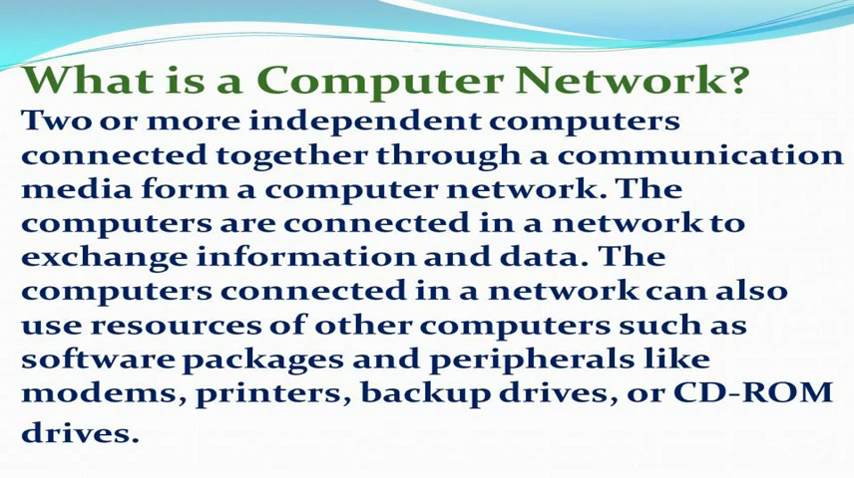 What is a Computer Network?
Two or more independent computers
connected together through a communication
media form a computer network. The
computers are connected in a network to
exchange information and data. The
computers connected in a network can also
use resources of other computers such as
software packages and peripherals like
modems, printers, backup drives, or CD-ROM
drives.